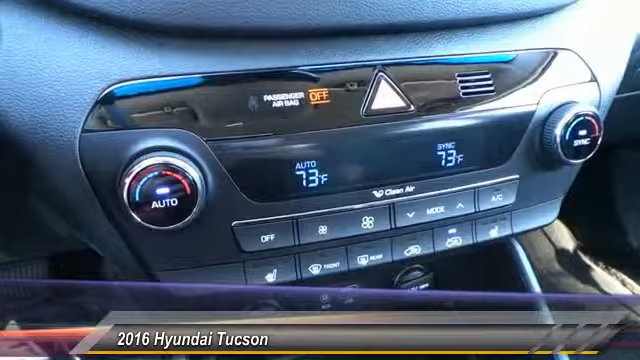 PASSENGER AIR BAG OFF
AUTO 73°F
SYNC 73°F
Clean Air
AUTO
SYNC
OFF
MODE
A/C
FRONT
REAR
2016 Hyundai Tucson